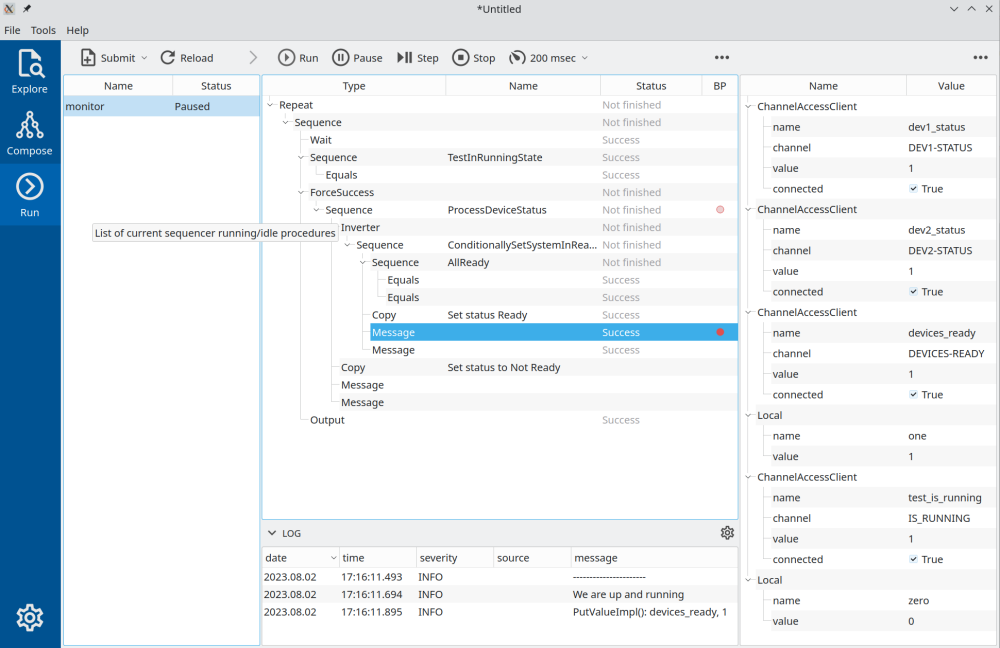 *Untitled
File Tools Help
Explore
Compose
Run
Submit Reload Run Pause Step Stop 200 msec
Name Status
monitor Paused
List of current sequencer running/idle procedures
Type Name Status BP
Repeat Not finished
Sequence Not finished
Wait Success
Sequence TestInRunningState Success
Equals Success
ForceSuccess Not finished
Sequence ProcessDeviceStatus Not finished
Inverter Not finished
Sequence ConditionallySetSystemInRea... Not finished
Sequence AllReady Not finished
Equals Success
Equals Success
Copy Set status Ready Success
Message Success
Message Success
Copy Set status to Not Ready
Message
Message
Output Success
LOG
date time severity source message
2023.08.02 17:16:11.493 INFO ----------------------
2023.08.02 17:16:11.694 INFO We are up and running
2023.08.02 17:16:11.895 INFO PutValueImpl(): devices_ready, 1
Name Value
ChannelAccessClient
name dev1_status
channel DEV1-STATUS
value 1
connected True
ChannelAccessClient
name dev2_status
channel DEV2-STATUS
value 1
connected True
ChannelAccessClient
name devices_ready
channel DEVICES-READY
value 1
connected True
Local
name one
value 1
ChannelAccessClient
name test_is_running
channel IS_RUNNING
value 1
connected True
Local
name zero
value 0